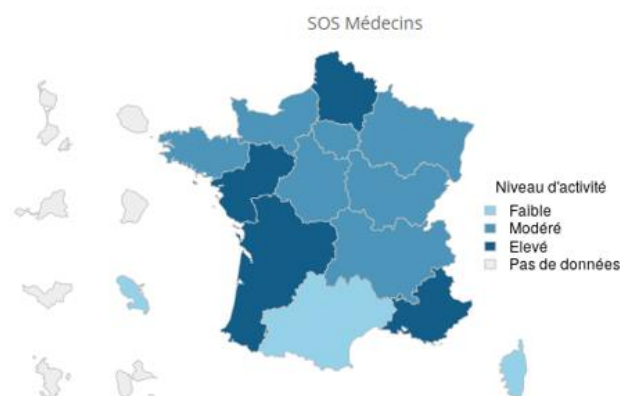 SOS Médecins
Niveau d'activité
Faible
Modéré
Elevé
Pas de données